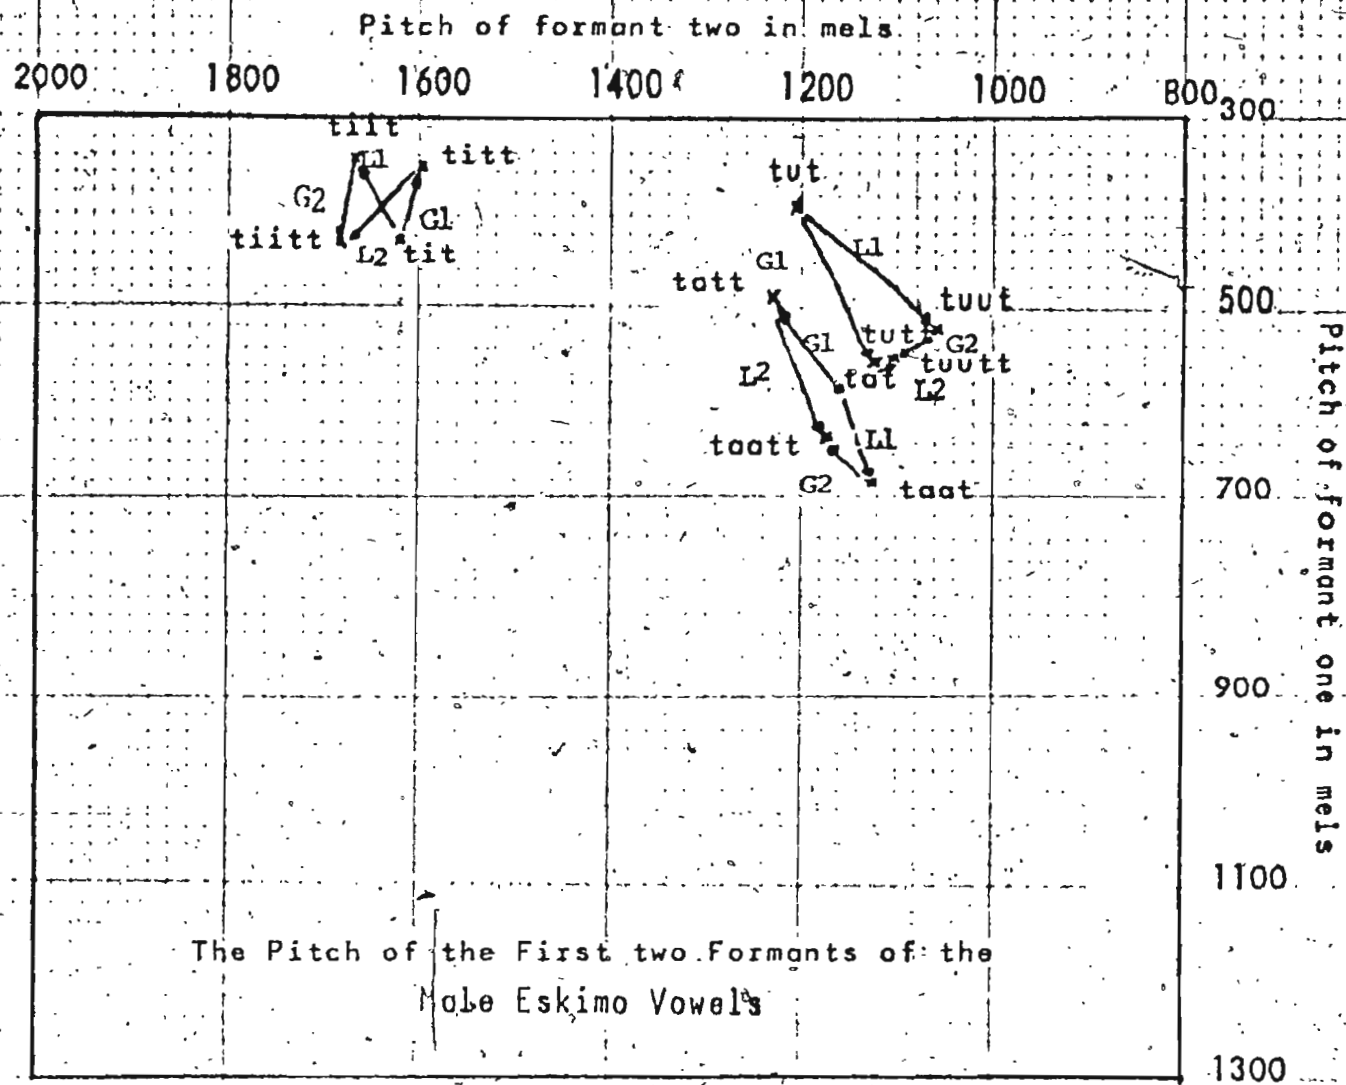 Pitch of formant two in mels
2000 1800 1600 1400 1200 1000 800
300
tiit
L1 titt
tut
G2 G1
tiitt L2 tit
L1
G1
tatt
tuut
500
tutt G2
G1
tuutt
L2 tat L2
L1
taatt
G2 taat
700
900
1100
1300
Pitch of formant one in mels
The Pitch of the First two Formants of the
Male Eskimo Vowels